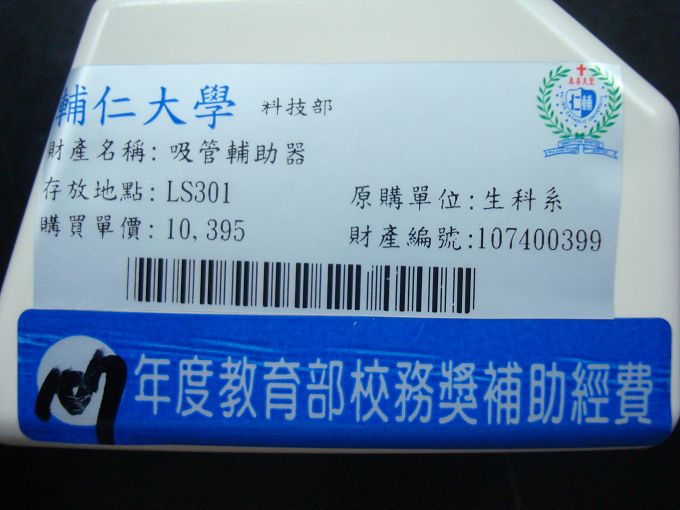 輔仁大學 科技部
財產名稱: 吸管輔助器
存放地點: LS301
原購單位:生科系
購買單價: 10,395
財產編號:107400399
年度教育部校務獎補助經費